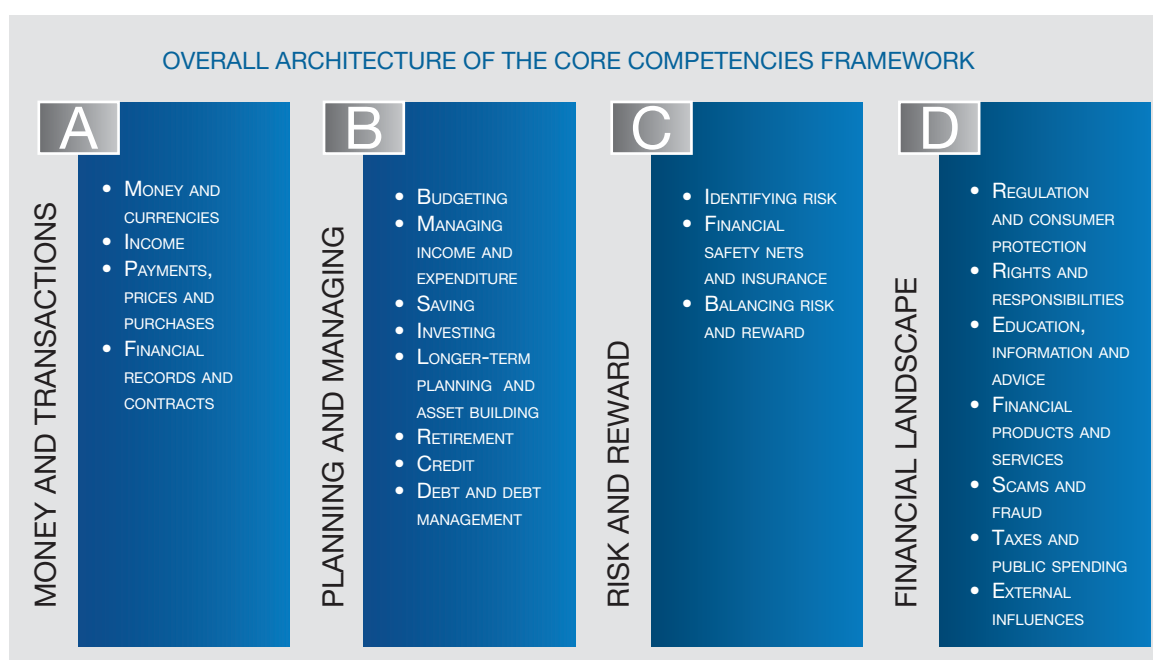 OVERALL ARCHITECTURE OF THE CORE COMPETENCIES FRAMEWORK
A
MONEY AND TRANSACTIONS
• MONEY AND
CURRENCIES
• INCOME
• PAYMENTS,
PRICES AND
PURCHASES
• FINANCIAL
RECORDS AND
CONTRACTS
B
PLANNING AND MANAGING
• BUDGETING
• MANAGING
INCOME AND
EXPENDITURE
• SAVING
• INVESTING
• LONGER-TERM
PLANNING AND
ASSET BUILDING
• RETIREMENT
• CREDIT
• DEBT AND DEBT
MANAGEMENT
C
RISK AND REWARD
• IDENTIFYING RISK
• FINANCIAL
SAFETY NETS
AND INSURANCE
• BALANCING RISK
AND REWARD
D
FINANCIAL LANDSCAPE
• REGULATION
AND CONSUMER
PROTECTION
• RIGHTS AND
RESPONSIBILITIES
• EDUCATION,
INFORMATION AND
ADVICE
• FINANCIAL
PRODUCTS AND
SERVICES
• SCAMS AND
FRAUD
• TAXES AND
PUBLIC SPENDING
• EXTERNAL
INFLUENCES